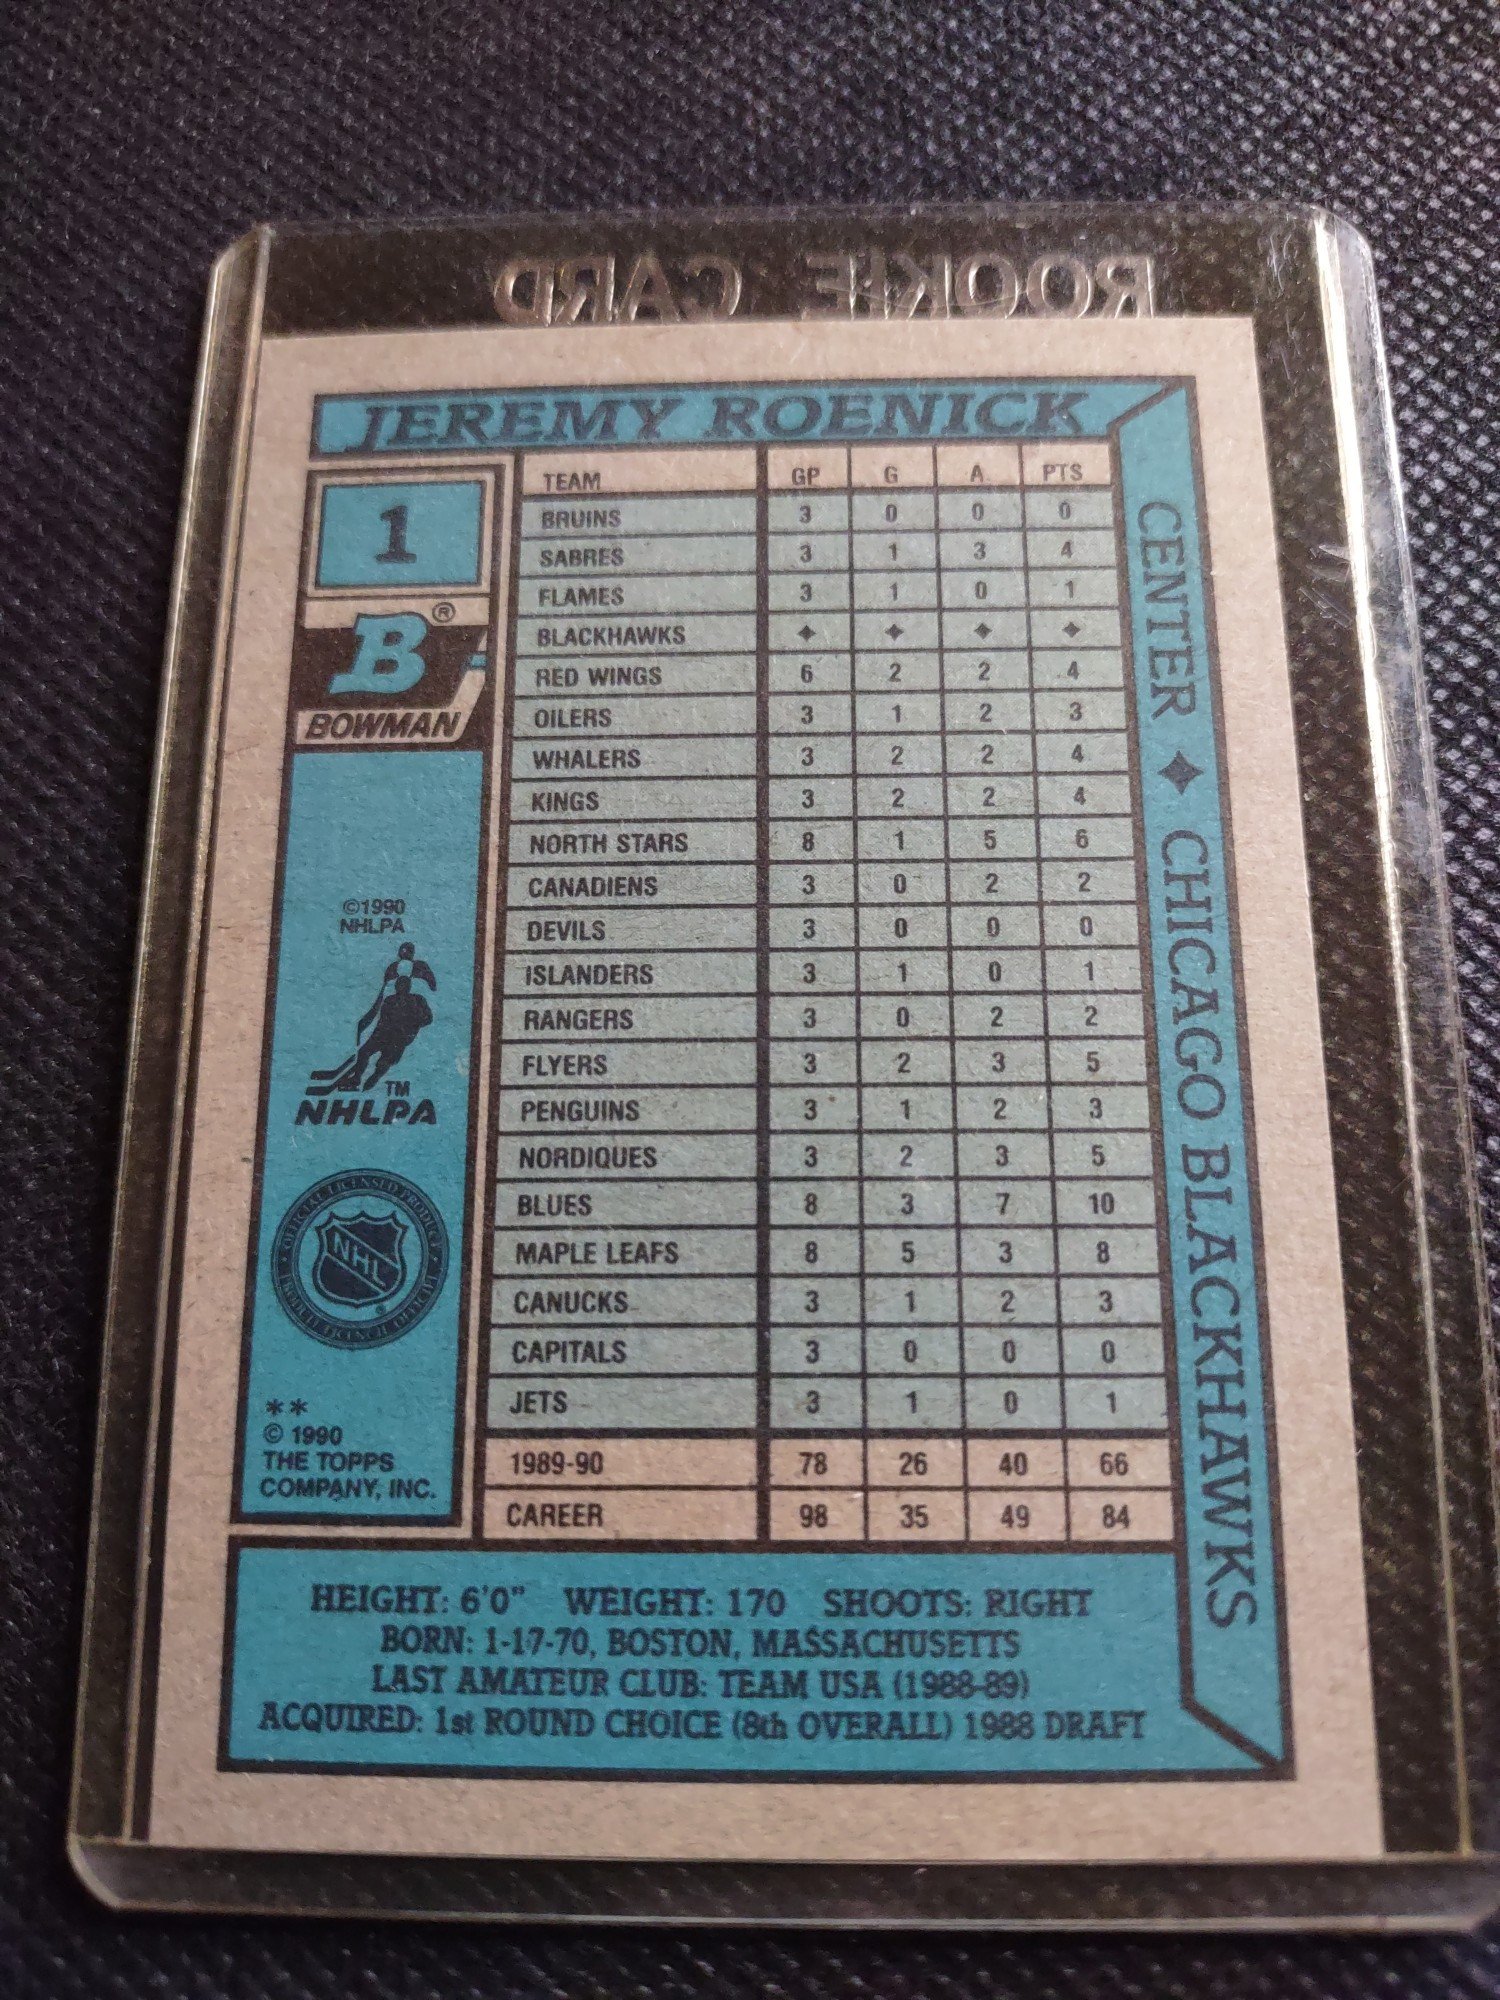 ROOKIE CARD
JEREMY ROENICK
1
B®
BOWMAN
©1990
NHLPA
TM
NHLPA
NHL
**
© 1990
THE TOPPS
COMPANY, INC.
TEAM GP G A PTS
BRUINS 3 0 0 0
SABRES 3 1 3 4
FLAMES 3 1 0 1
BLACKHAWKS ✦ ✦ ✦ ✦
RED WINGS 6 2 2 4
OILERS 3 1 2 3
WHALERS 3 2 2 4
KINGS 3 2 2 4
NORTH STARS 8 1 5 6
CANADIENS 3 0 2 2
DEVILS 3 0 0 0
ISLANDERS 3 1 0 1
RANGERS 3 0 2 2
FLYERS 3 2 3 5
PENGUINS 3 1 2 3
NORDIQUES 3 2 3 5
BLUES 8 3 7 10
MAPLE LEAFS 8 5 3 8
CANUCKS 3 1 2 3
CAPITALS 3 0 0 0
JETS 3 1 0 1
1989-90 78 26 40 66
CAREER 98 35 49 84
CENTER ✦ CHICAGO BLACKHAWKS
HEIGHT: 6'0" WEIGHT: 170 SHOOTS: RIGHT
BORN: 1-17-70, BOSTON, MASSACHUSETTS
LAST AMATEUR CLUB: TEAM USA (1988-89)
ACQUIRED: 1st ROUND CHOICE (8th OVERALL) 1988 DRAFT